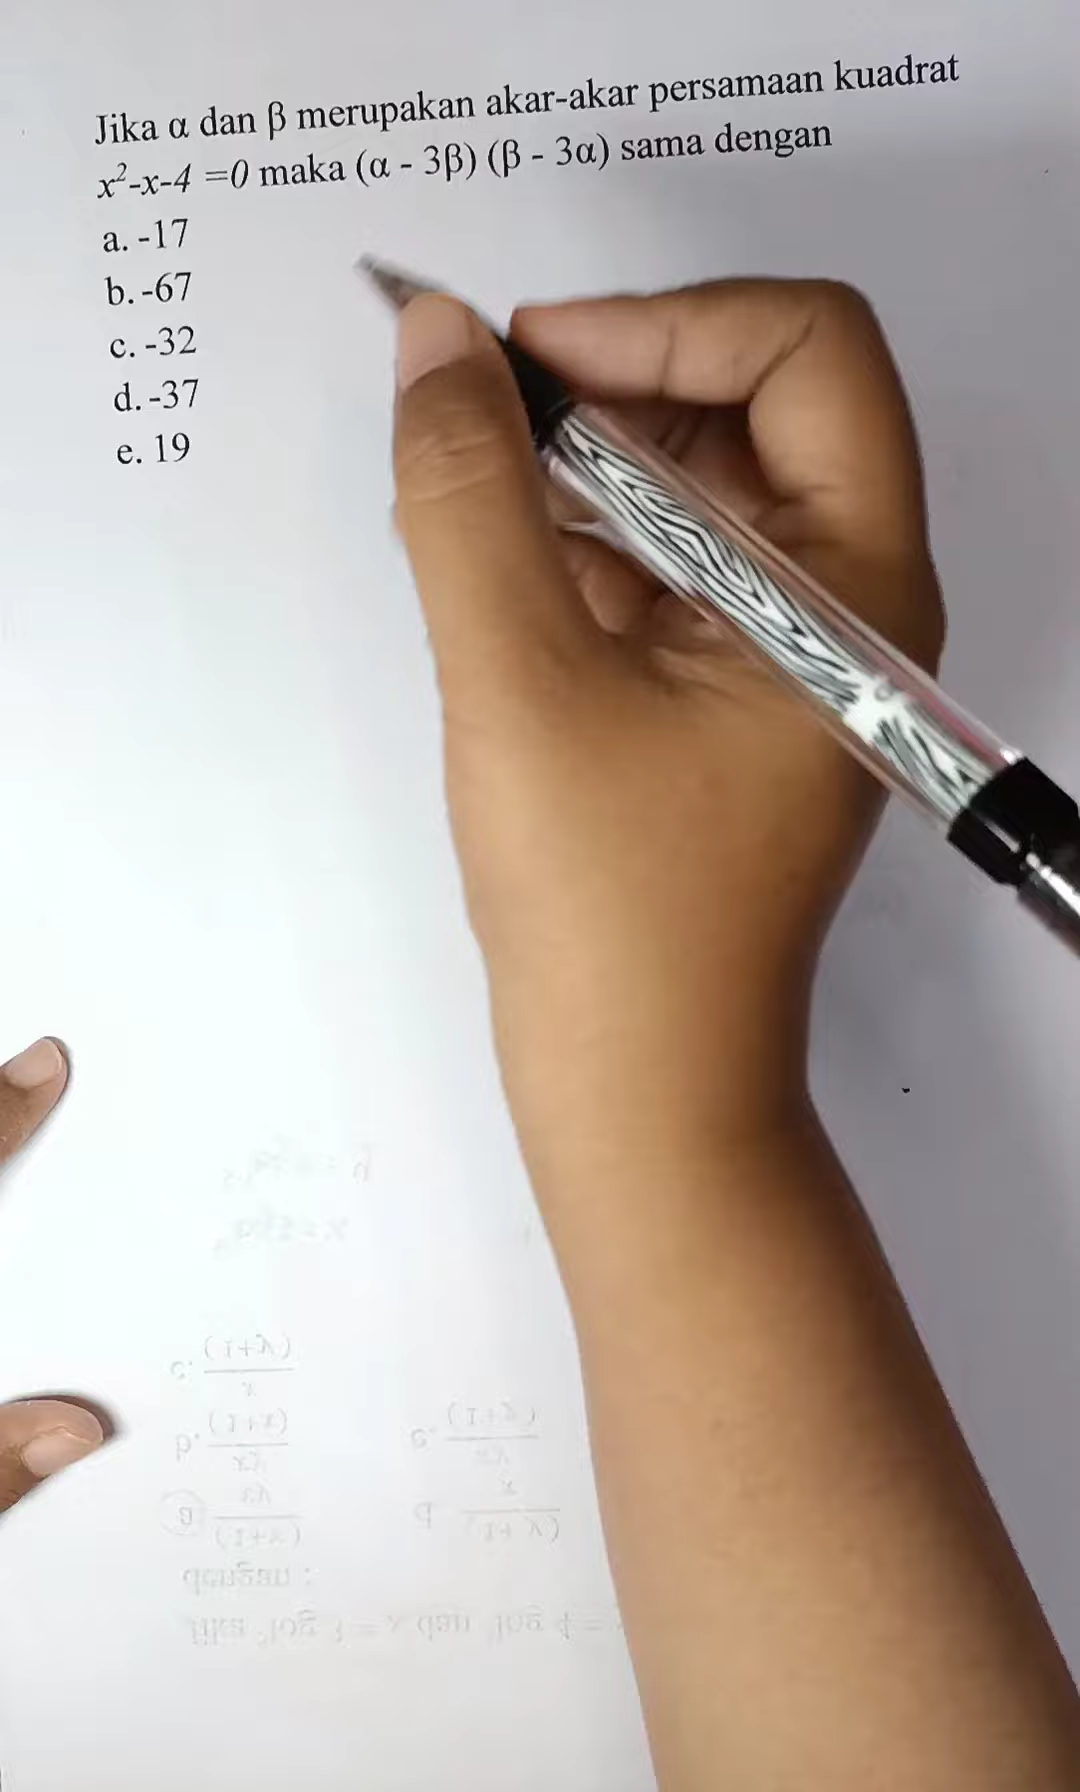 Jika α dan β merupakan akar-akar persamaan kuadrat
x²-x-4 =0 maka (α - 3β) (β - 3α) sama dengan
a. -17
b. -67
c. -32
d. -37
e. 19